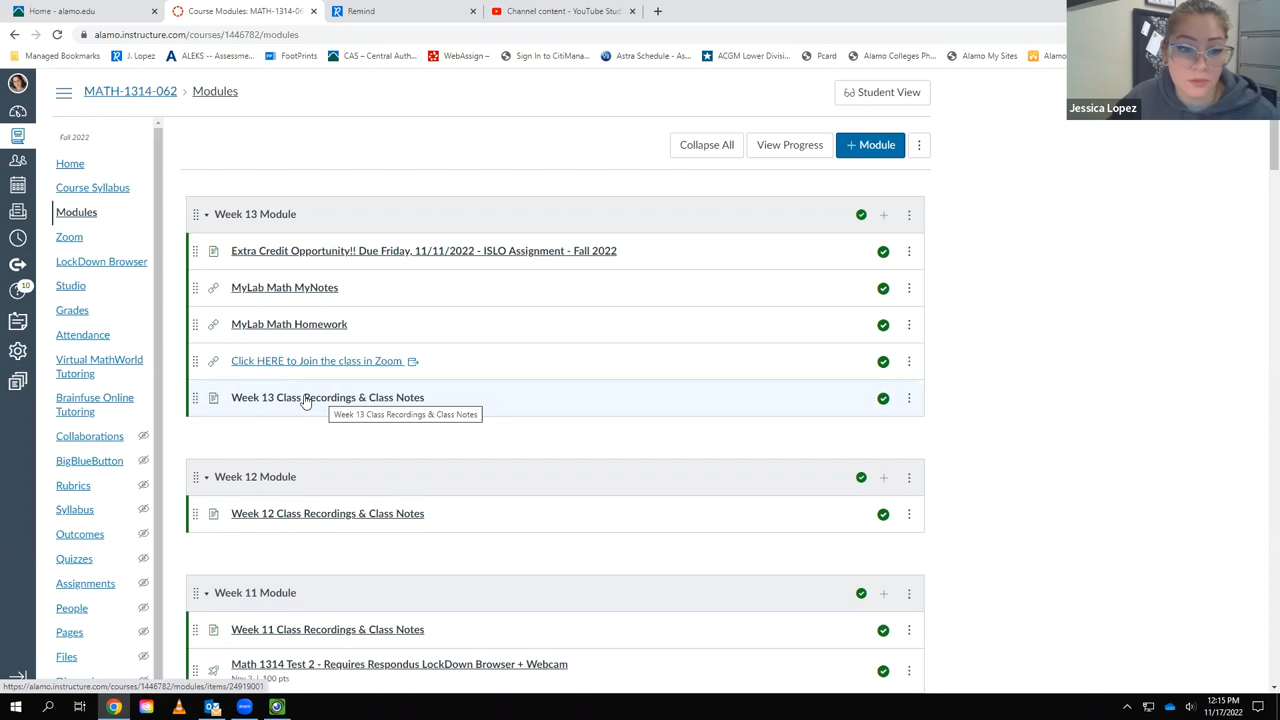 Home - alamo.edu
Course Modules: MATH-1314-06
Remind
Channel content - YouTube Stud
alamo.instructure.com/courses/1446782/modules
Managed Bookmarks
J. Lopez
ALEKS -- Assessme...
FootPrints
CAS – Central Auth...
WebAssign –
Sign In to CitiMana...
Astra Schedule - As...
ACGM Lower Divisi...
Pcard
Alamo Colleges Ph...
Alamo My Sites
Alamo
Jessica Lopez
MATH-1314-062 > Modules
Student View
Fall 2022
Collapse All
View Progress
+ Module
Home
Course Syllabus
Modules
Zoom
LockDown Browser
Studio
Grades
Attendance
Virtual MathWorld
Tutoring
Brainfuse Online
Tutoring
Collaborations
BigBlueButton
Rubrics
Syllabus
Outcomes
Quizzes
Assignments
People
Pages
Files
10
Week 13 Module
Extra Credit Opportunity!! Due Friday, 11/11/2022 - ISLO Assignment - Fall 2022
MyLab Math MyNotes
MyLab Math Homework
Click HERE to Join the class in Zoom
Week 13 Class Recordings & Class Notes
Week 13 Class Recordings & Class Notes
Week 12 Module
Week 12 Class Recordings & Class Notes
Week 11 Module
Week 11 Class Recordings & Class Notes
Math 1314 Test 2 - Requires Respondus LockDown Browser + Webcam
Nov 3 100 pts
https://alamo.instructure.com/courses/1446782/modules/items/24919001
12:15 PM
11/17/2022